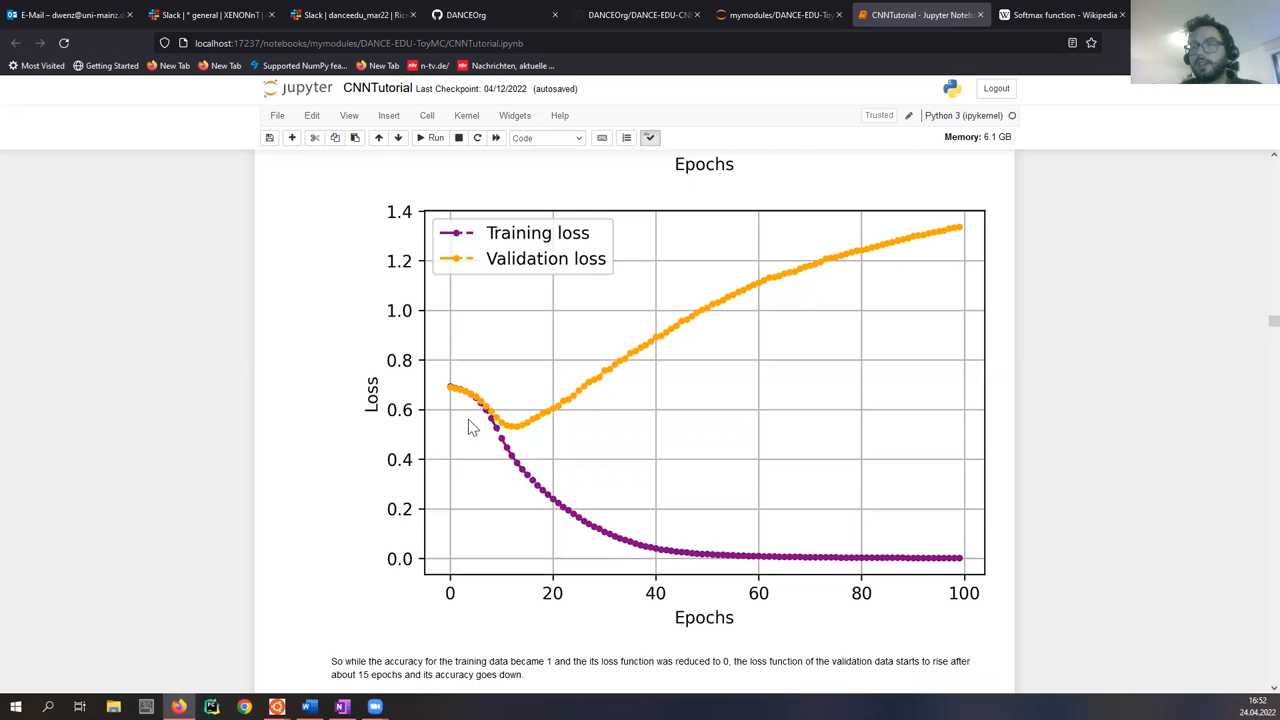 E-Mail – dwenz@uni-mainz.d
Slack | * general | XENONnT |
Slack | danceedu_mar22 | Ric
DANCEOrg
DANCEOrg/DANCE-EDU-CN
mymodules/DANCE-EDU-Toy
CNNTutorial - Jupyter Noteb
Softmax function - Wikipedia
localhost:17237/notebooks/mymodules/DANCE-EDU-ToyMC/CNNTutorial.ipynb
Most Visited
Getting Started
New Tab
New Tab
Supported NumPy fea
New Tab
n-tv.de/
Nachrichten, aktuelle ...
jupyter CNNTutorial Last Checkpoint: 04/12/2022 (autosaved)
Logout
File Edit View Insert Cell Kernel Widgets Help
Trusted
Python 3 (ipykernel)
Run
Code
Memory: 6.1 GB
Epochs
1.4
Training loss
Validation loss
1.2
1.0
0.8
0.6
0.4
0.2
0.0
Loss
0 20 40 60 80 100
Epochs
So while the accuracy for the training data became 1 and the its loss function was reduced to 0, the loss function of the validation data starts to rise after
about 15 epochs and its accuracy goes down.
16:52
24.04.2022